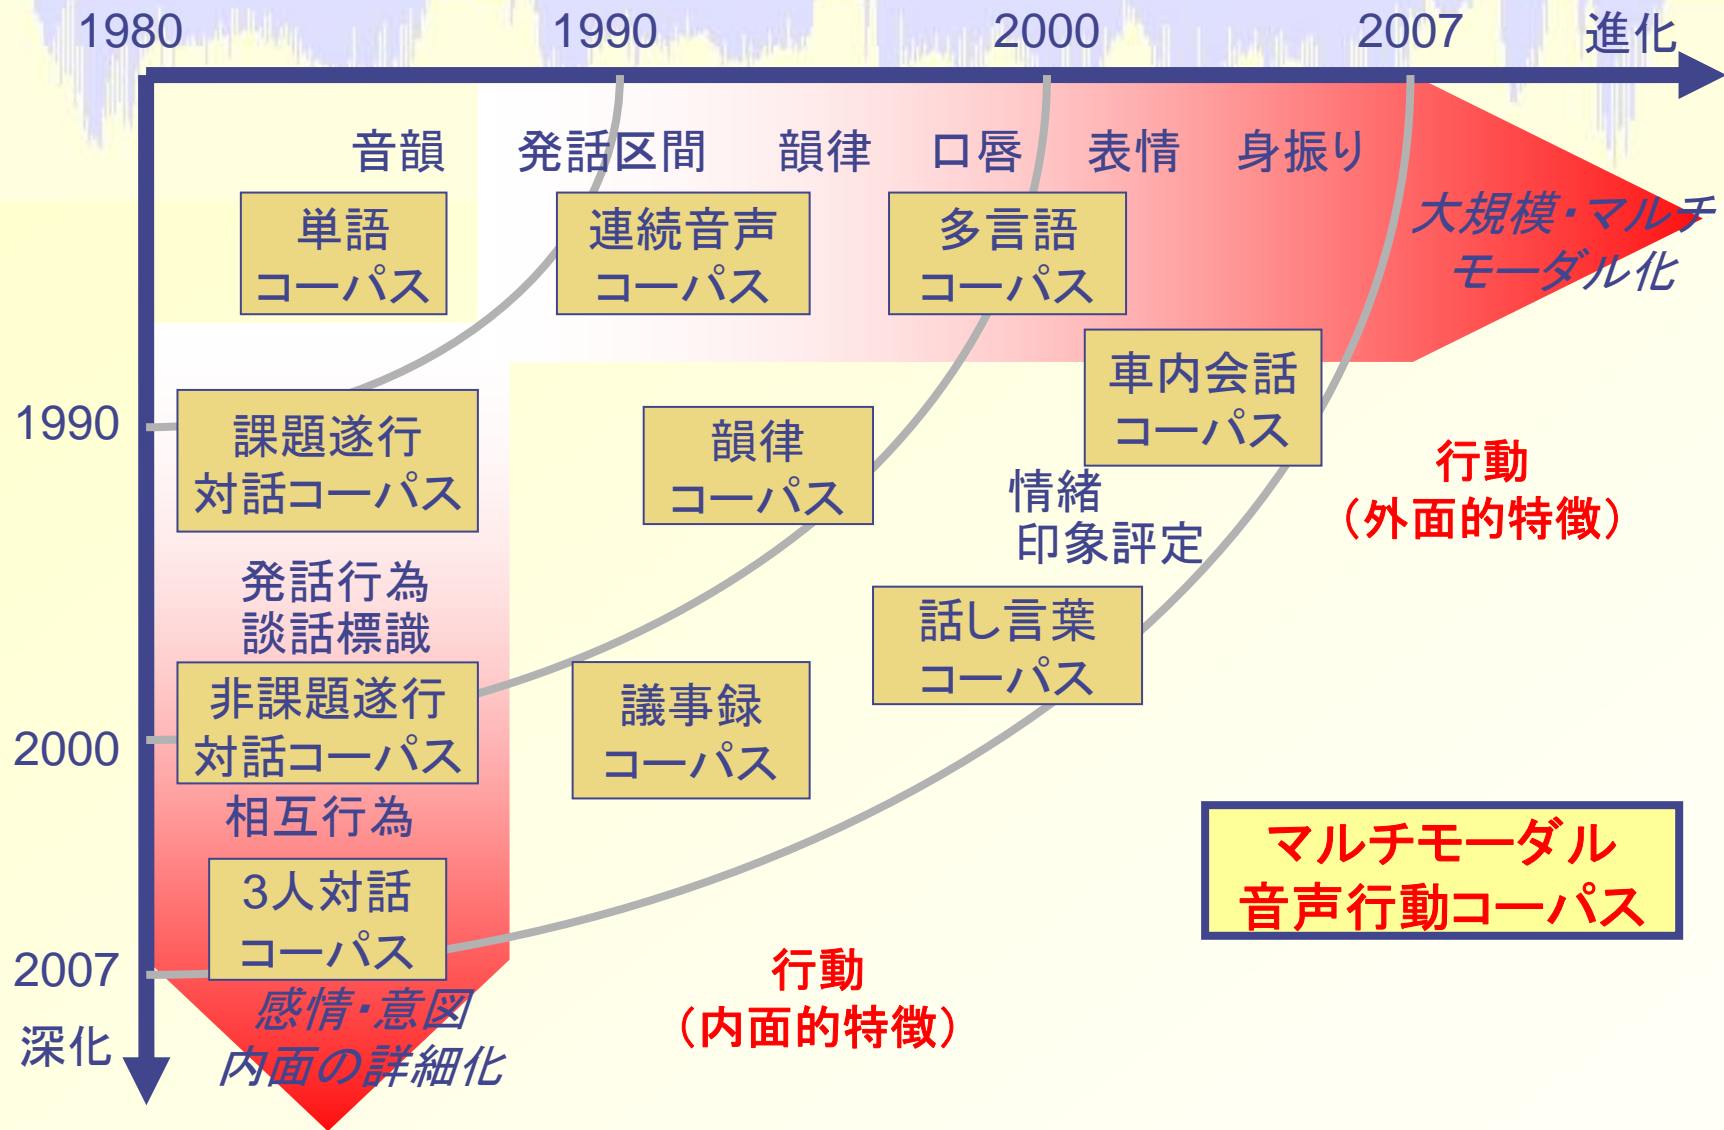 1980 1990 2000 2007 進化
音韻 発話区間 韻律 口唇 表情 身振り
単語
コーパス
連続音声
コーパス
多言語
コーパス
大規模・マルチ
モーダル化
車内会話
コーパス
1990
課題遂行
対話コーパス
韻律
コーパス
情緒
印象評定
行動
（外面的特徴）
発話行為
談話標識
話し言葉
コーパス
2000
非課題遂行
対話コーパス
議事録
コーパス
相互行為
マルチモーダル
音声行動コーパス
3人対話
コーパス
2007
深化
感情・意図
内面の詳細化
行動
（内面的特徴）